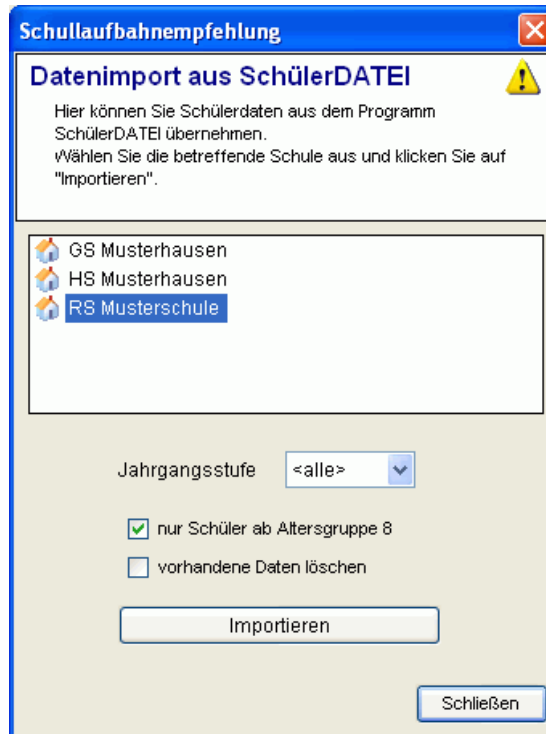 Schullaufbahnempfehlung
Datenimport aus SchülerDATEI
Hier können Sie Schülerdaten aus dem Programm
SchülerDATEI übernehmen.
Wählen Sie die betreffende Schule aus und klicken Sie auf
"Importieren".
GS Musterhausen
HS Musterhausen
RS Musterschule
Jahrgangsstufe <alle>
nur Schüler ab Altersgruppe 8
vorhandene Daten löschen
Importieren
Schließen